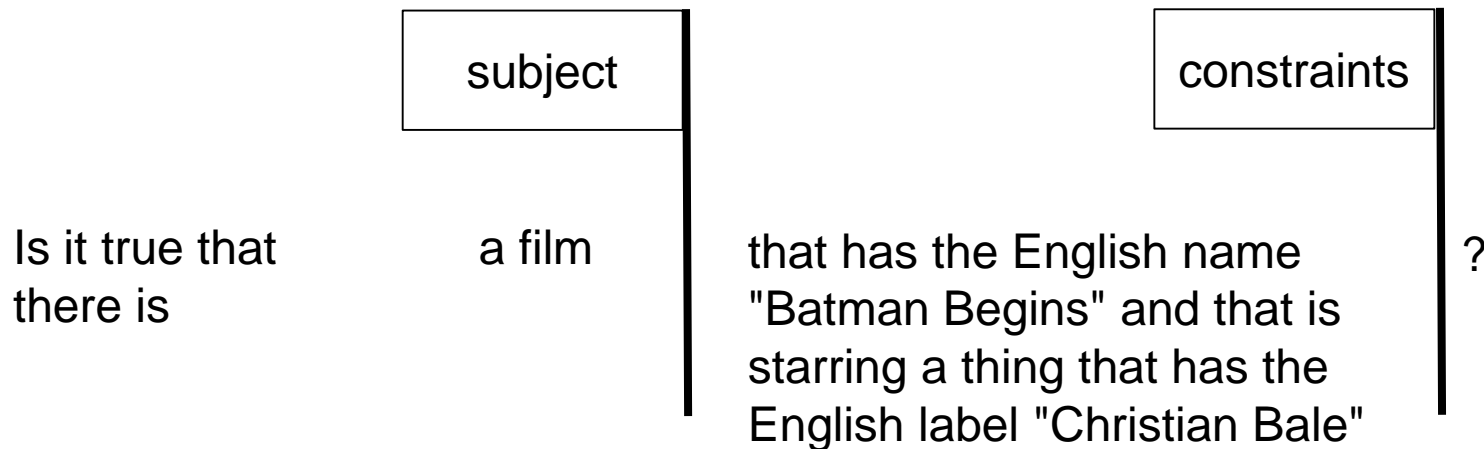 subject
constraints
Is it true that
there is
a film
that has the English name
"Batman Begins" and that is
starring a thing that has the
English label "Christian Bale"
?